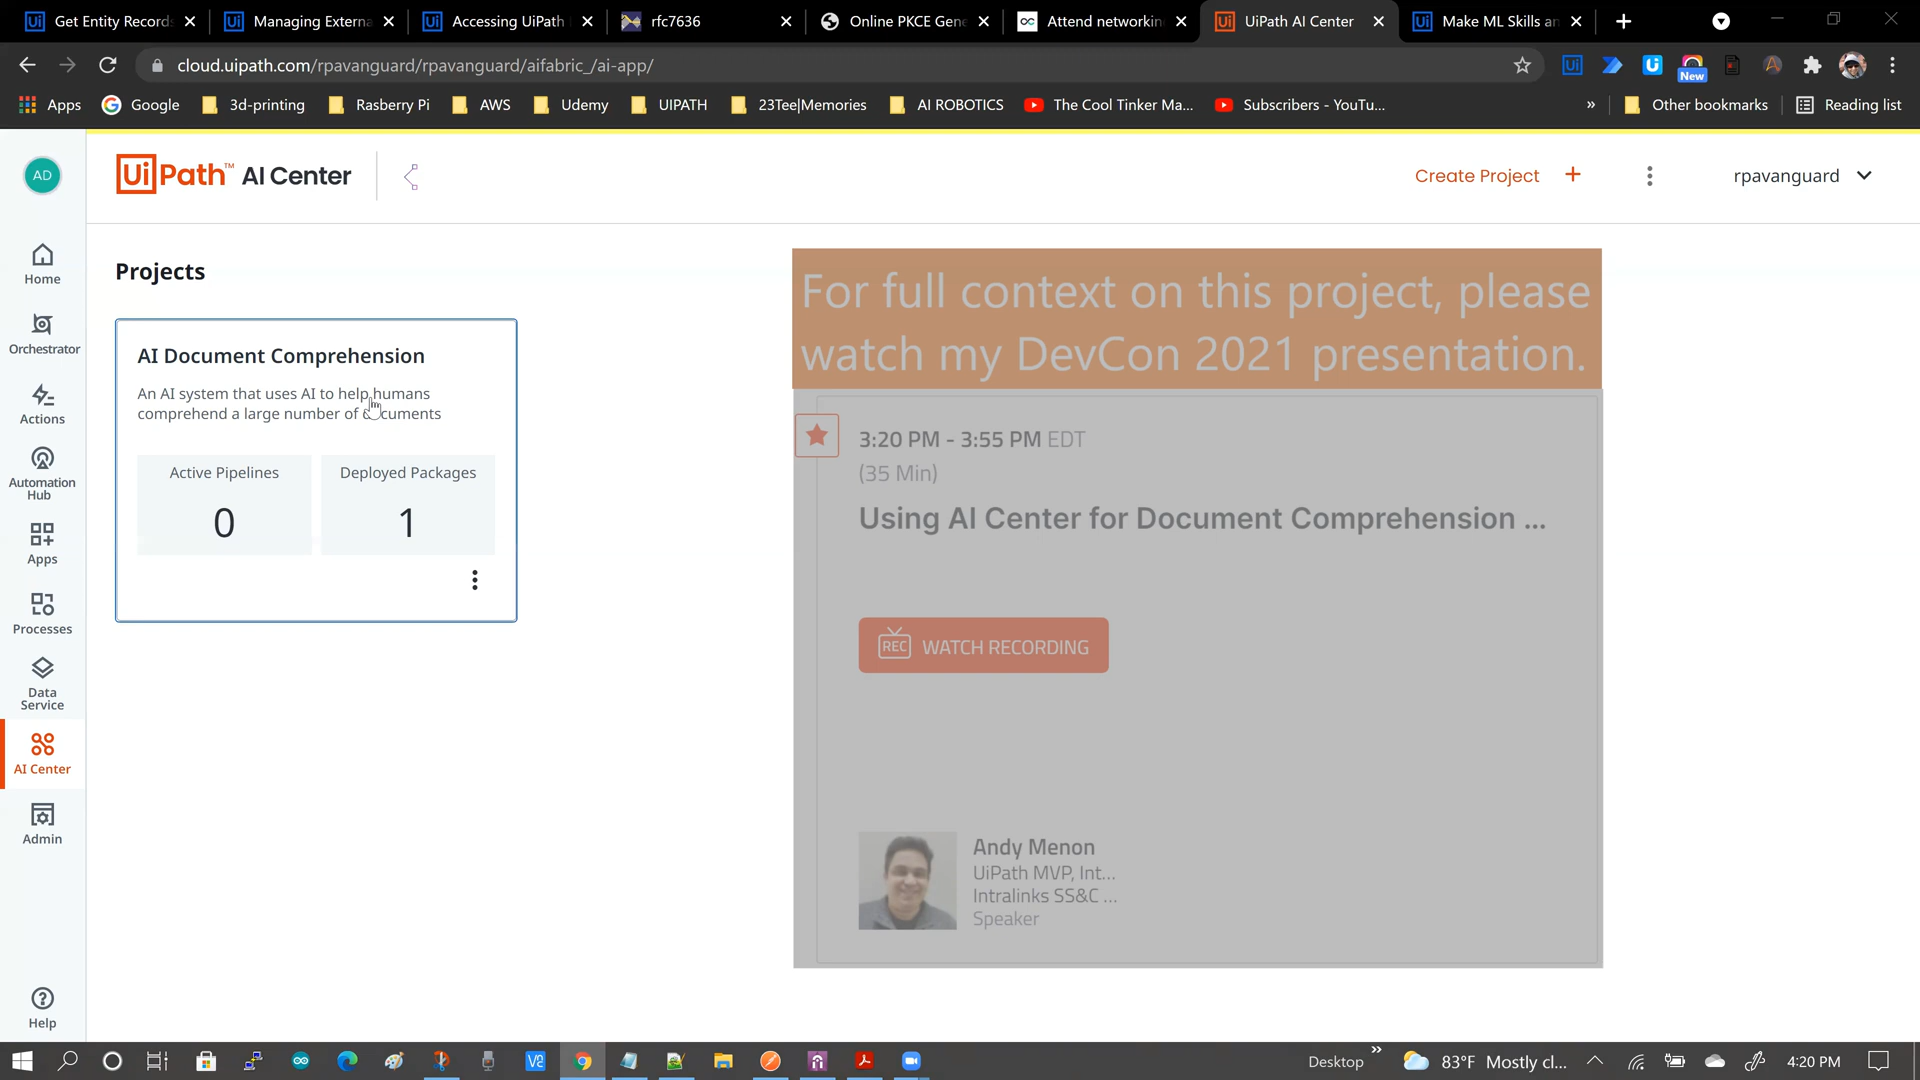 Get Entity Records
Managing Externa
Accessing UiPath
rfc7636
Online PKCE Gene
Attend networkin
UiPath AI Center
Make ML Skills an
cloud.uipath.com/rpavanguard/rpavanguard/aifabric_/ai-app/
New
Apps
Google
3d-printing
Rasberry Pi
AWS
Udemy
UIPATH
23Tee|Memories
AI ROBOTICS
The Cool Tinker Ma...
Subscribers - YouTu...
»
Other bookmarks
Reading list
AD
UiPath™ AI Center
Create Project +
rpavanguard
Home
Orchestrator
Actions
Automation
Hub
Apps
Processes
Data
Service
AI Center
Admin
Help
Projects
AI Document Comprehension
An AI system that uses AI to help humans
comprehend a large number of documents
Active Pipelines
0
Deployed Packages
1
For full context on this project, please
watch my DevCon 2021 presentation.
3:20 PM - 3:55 PM EDT
(35 Min)
Using AI Center for Document Comprehension ...
REC WATCH RECORDING
Andy Menon
UiPath MVP, Int...
Intralinks SS&C ...
Speaker
Desktop »
83°F Mostly cl...
4:20 PM